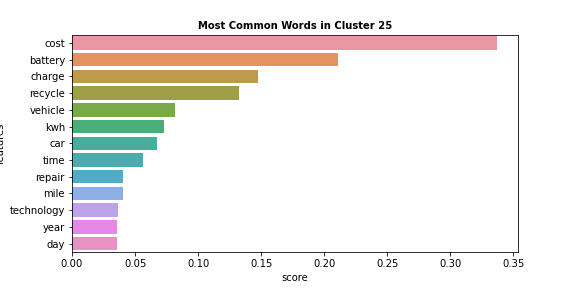 Most Common Words in Cluster 25
cost
battery
charge
recycle
vehicle
kwh
car
time
repair
mile
technology
year
day
0.00 0.05 0.10 0.15 0.20 0.25 0.30 0.35
score